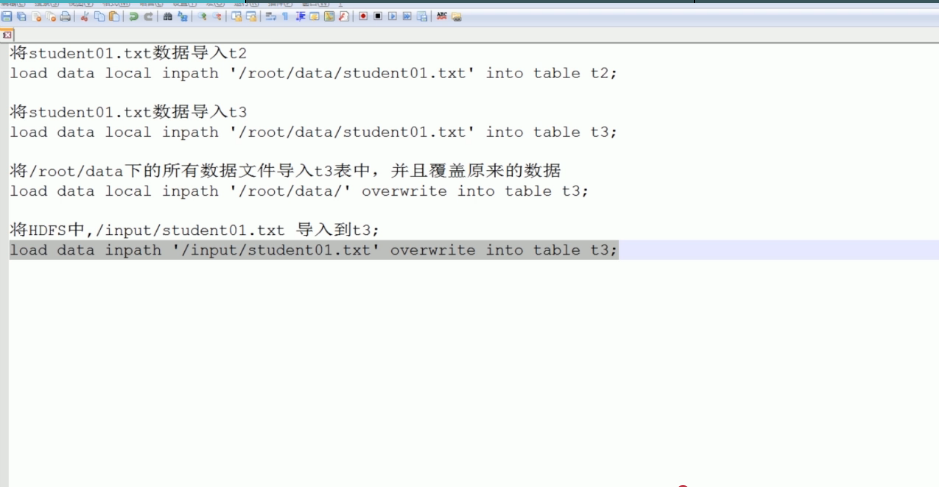 将student01.txt数据导入t2
load data local inpath '/root/data/student01.txt' into table t2;
将student01.txt数据导入t3
load data local inpath '/root/data/student01.txt' into table t3;
将/root/data下的所有数据文件导入t3表中，并且覆盖原来的数据
load data local inpath '/root/data/' overwrite into table t3;
将HDFS中,/input/student01.txt 导入到t3;
load data inpath '/input/student01.txt' overwrite into table t3;